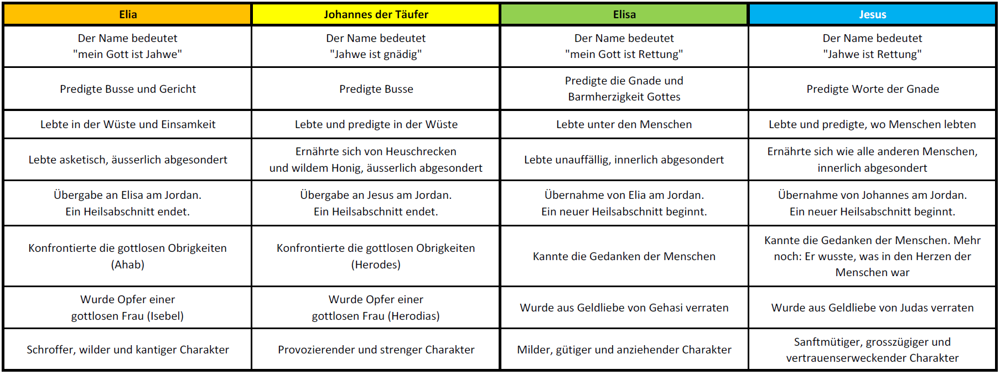 Elia
Johannes der Täufer
Elisa
Jesus
Der Name bedeutet
"mein Gott ist Jahwe"
Der Name bedeutet
"Jahwe ist gnädig"
Der Name bedeutet
"mein Gott ist Rettung"
Der Name bedeutet
"Jahwe ist Rettung"
Predigte Busse und Gericht
Predigte Busse
Predigte die Gnade und
Barmherzigkeit Gottes
Predigte Worte der Gnade
Lebte in der Wüste und Einsamkeit
Lebte und predigte in der Wüste
Lebte unter den Menschen
Lebte und predigte, wo Menschen lebten
Lebte asketisch, äusserlich abgesondert
Ernährte sich von Heuschrecken
und wildem Honig, äusserlich abgesondert
Lebte unauffällig, innerlich abgesondert
Ernährte sich wie alle anderen Menschen,
innerlich abgesondert
Übergabe an Elisa am Jordan.
Ein Heilsabschnitt endet.
Übergabe an Jesus am Jordan.
Ein Heilsabschnitt endet.
Übernahme von Elia am Jordan.
Ein neuer Heilsabschnitt beginnt.
Übernahme von Johannes am Jordan.
Ein neuer Heilsabschnitt beginnt.
Konfrontierte die gottlosen Obrigkeiten
(Ahab)
Konfrontierte die gottlosen Obrigkeiten
(Herodes)
Kannte die Gedanken der Menschen
Kannte die Gedanken der Menschen. Mehr
noch: Er wusste, was in den Herzen der
Menschen war
Wurde Opfer einer
gottlosen Frau (Isebel)
Wurde Opfer einer
gottlosen Frau (Herodias)
Wurde aus Geldliebe von Gehasi verraten
Wurde aus Geldliebe von Judas verraten
Schroffer, wilder und kantiger Charakter
Provozierender und strenger Charakter
Milder, gütiger und anziehender Charakter
Sanftmütiger, grosszügiger und
vertrauenserweckender Charakter